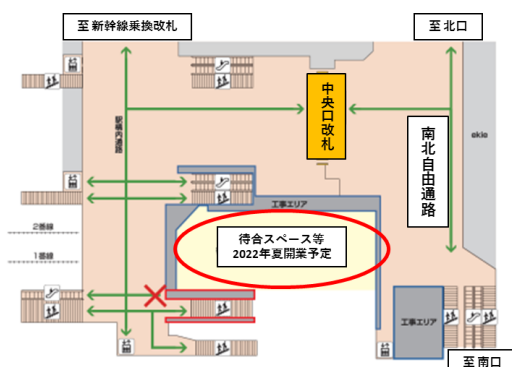 至新幹線乗換改札
至北口
中央口改札
駅構内通路
南北自由通路
ekie
工事エリア
2番線
待合スペース等
2022年夏開業予定
1番線
工事エリア
至南口